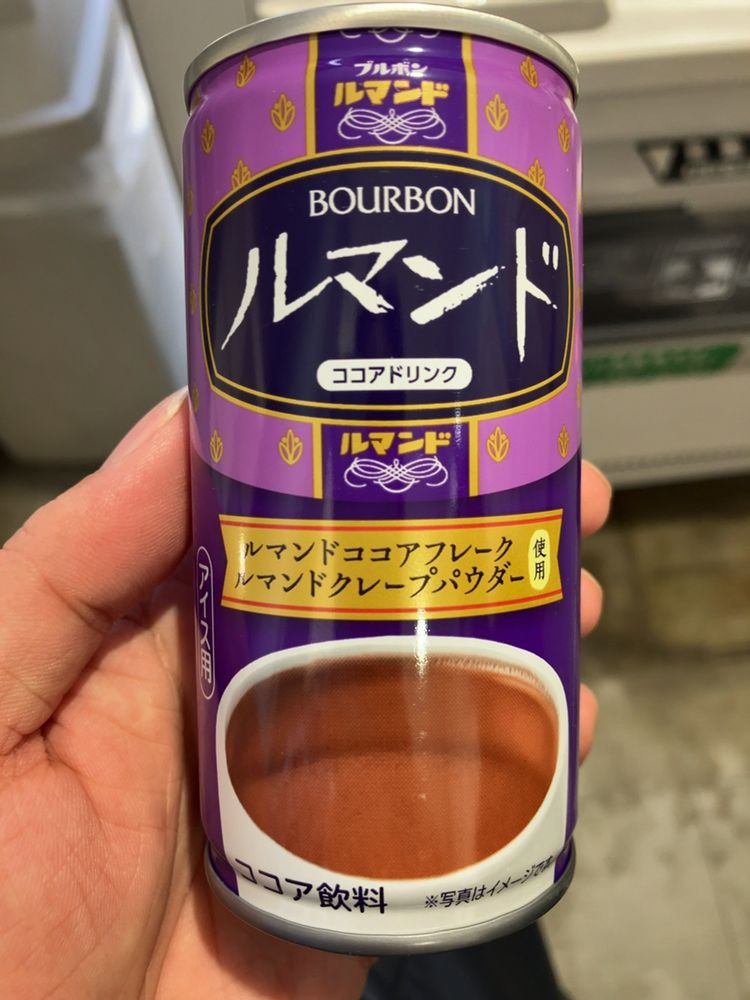 ブルボン
ルマンド
BOURBON
ルマンド
ココアドリンク
ルマンド
ルマンドココアフレーク
ルマンドクレープパウダー
使用
アイス用
ココア飲料
※写真はイメージです